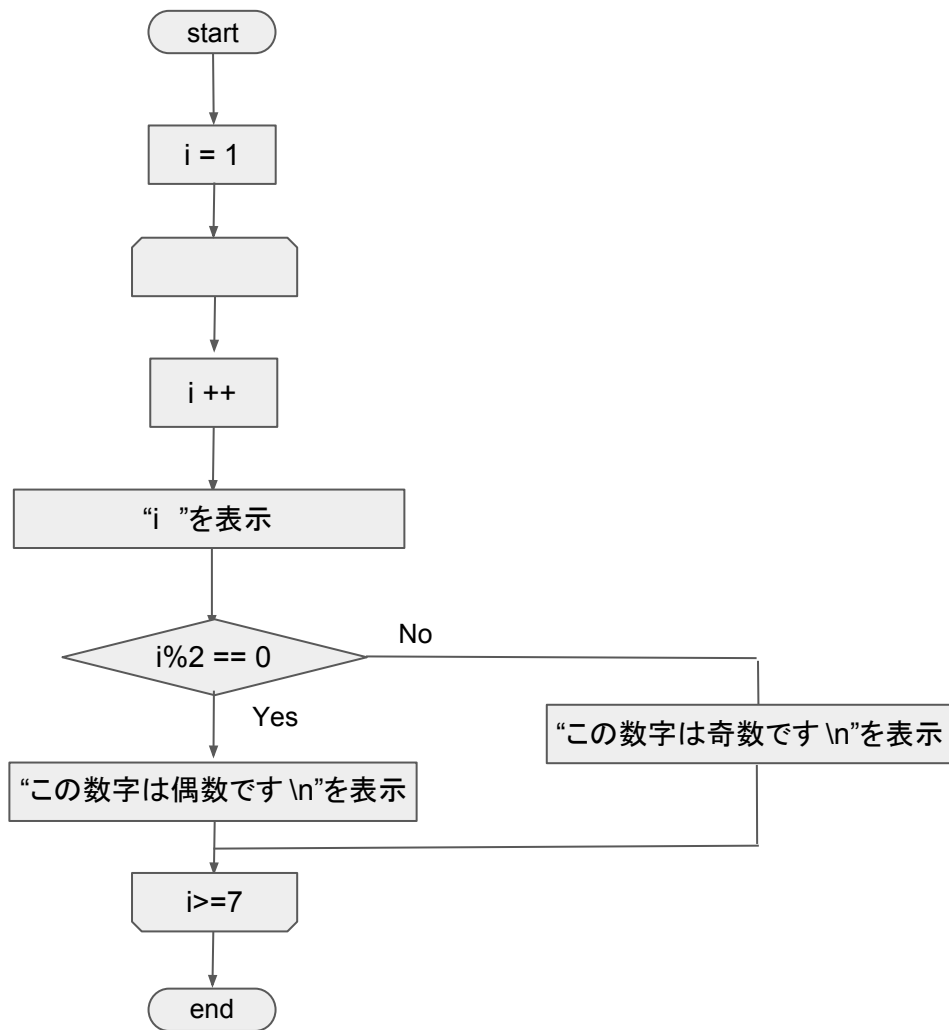 start
i = 1
i ++
“i  ”を表示
i%2 == 0
No
Yes
“この数字は奇数です \n”を表示
“この数字は偶数です \n”を表示
i>=7
end